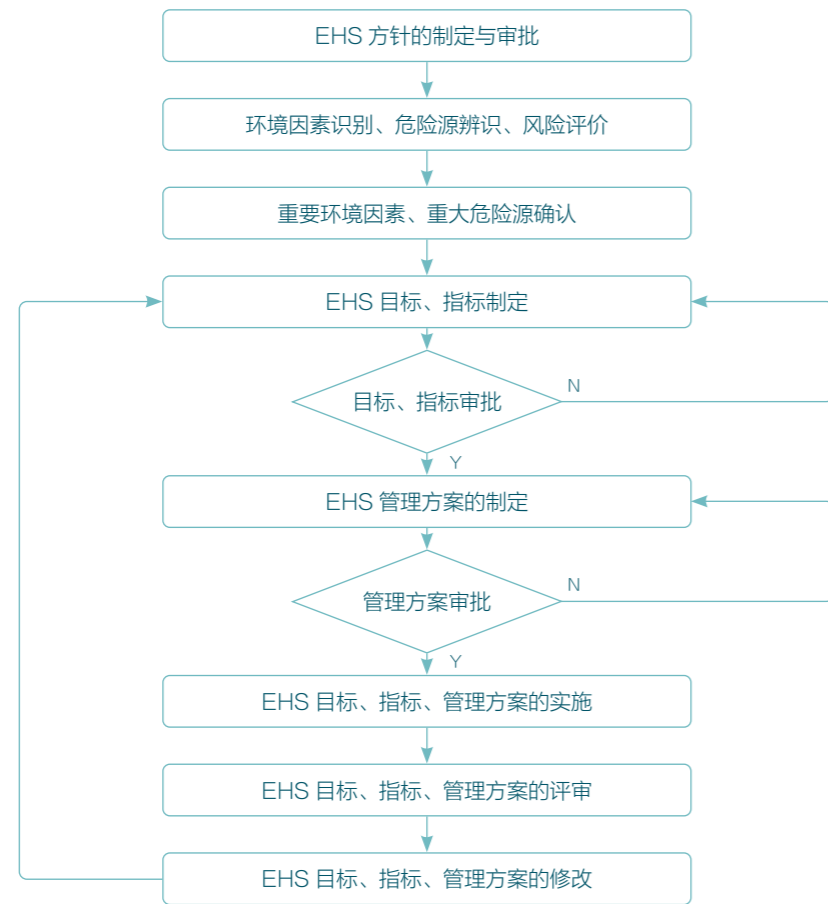 EHS 方针的制定与审批
环境因素识别、危险源辨识、风险评价
重要环境因素、重大危险源确认
EHS 目标、指标制定
N
目标、指标审批
Y
EHS 管理方案的制定
N
管理方案审批
Y
EHS 目标、指标、管理方案的实施
EHS 目标、指标、管理方案的评审
EHS 目标、指标、管理方案的修改